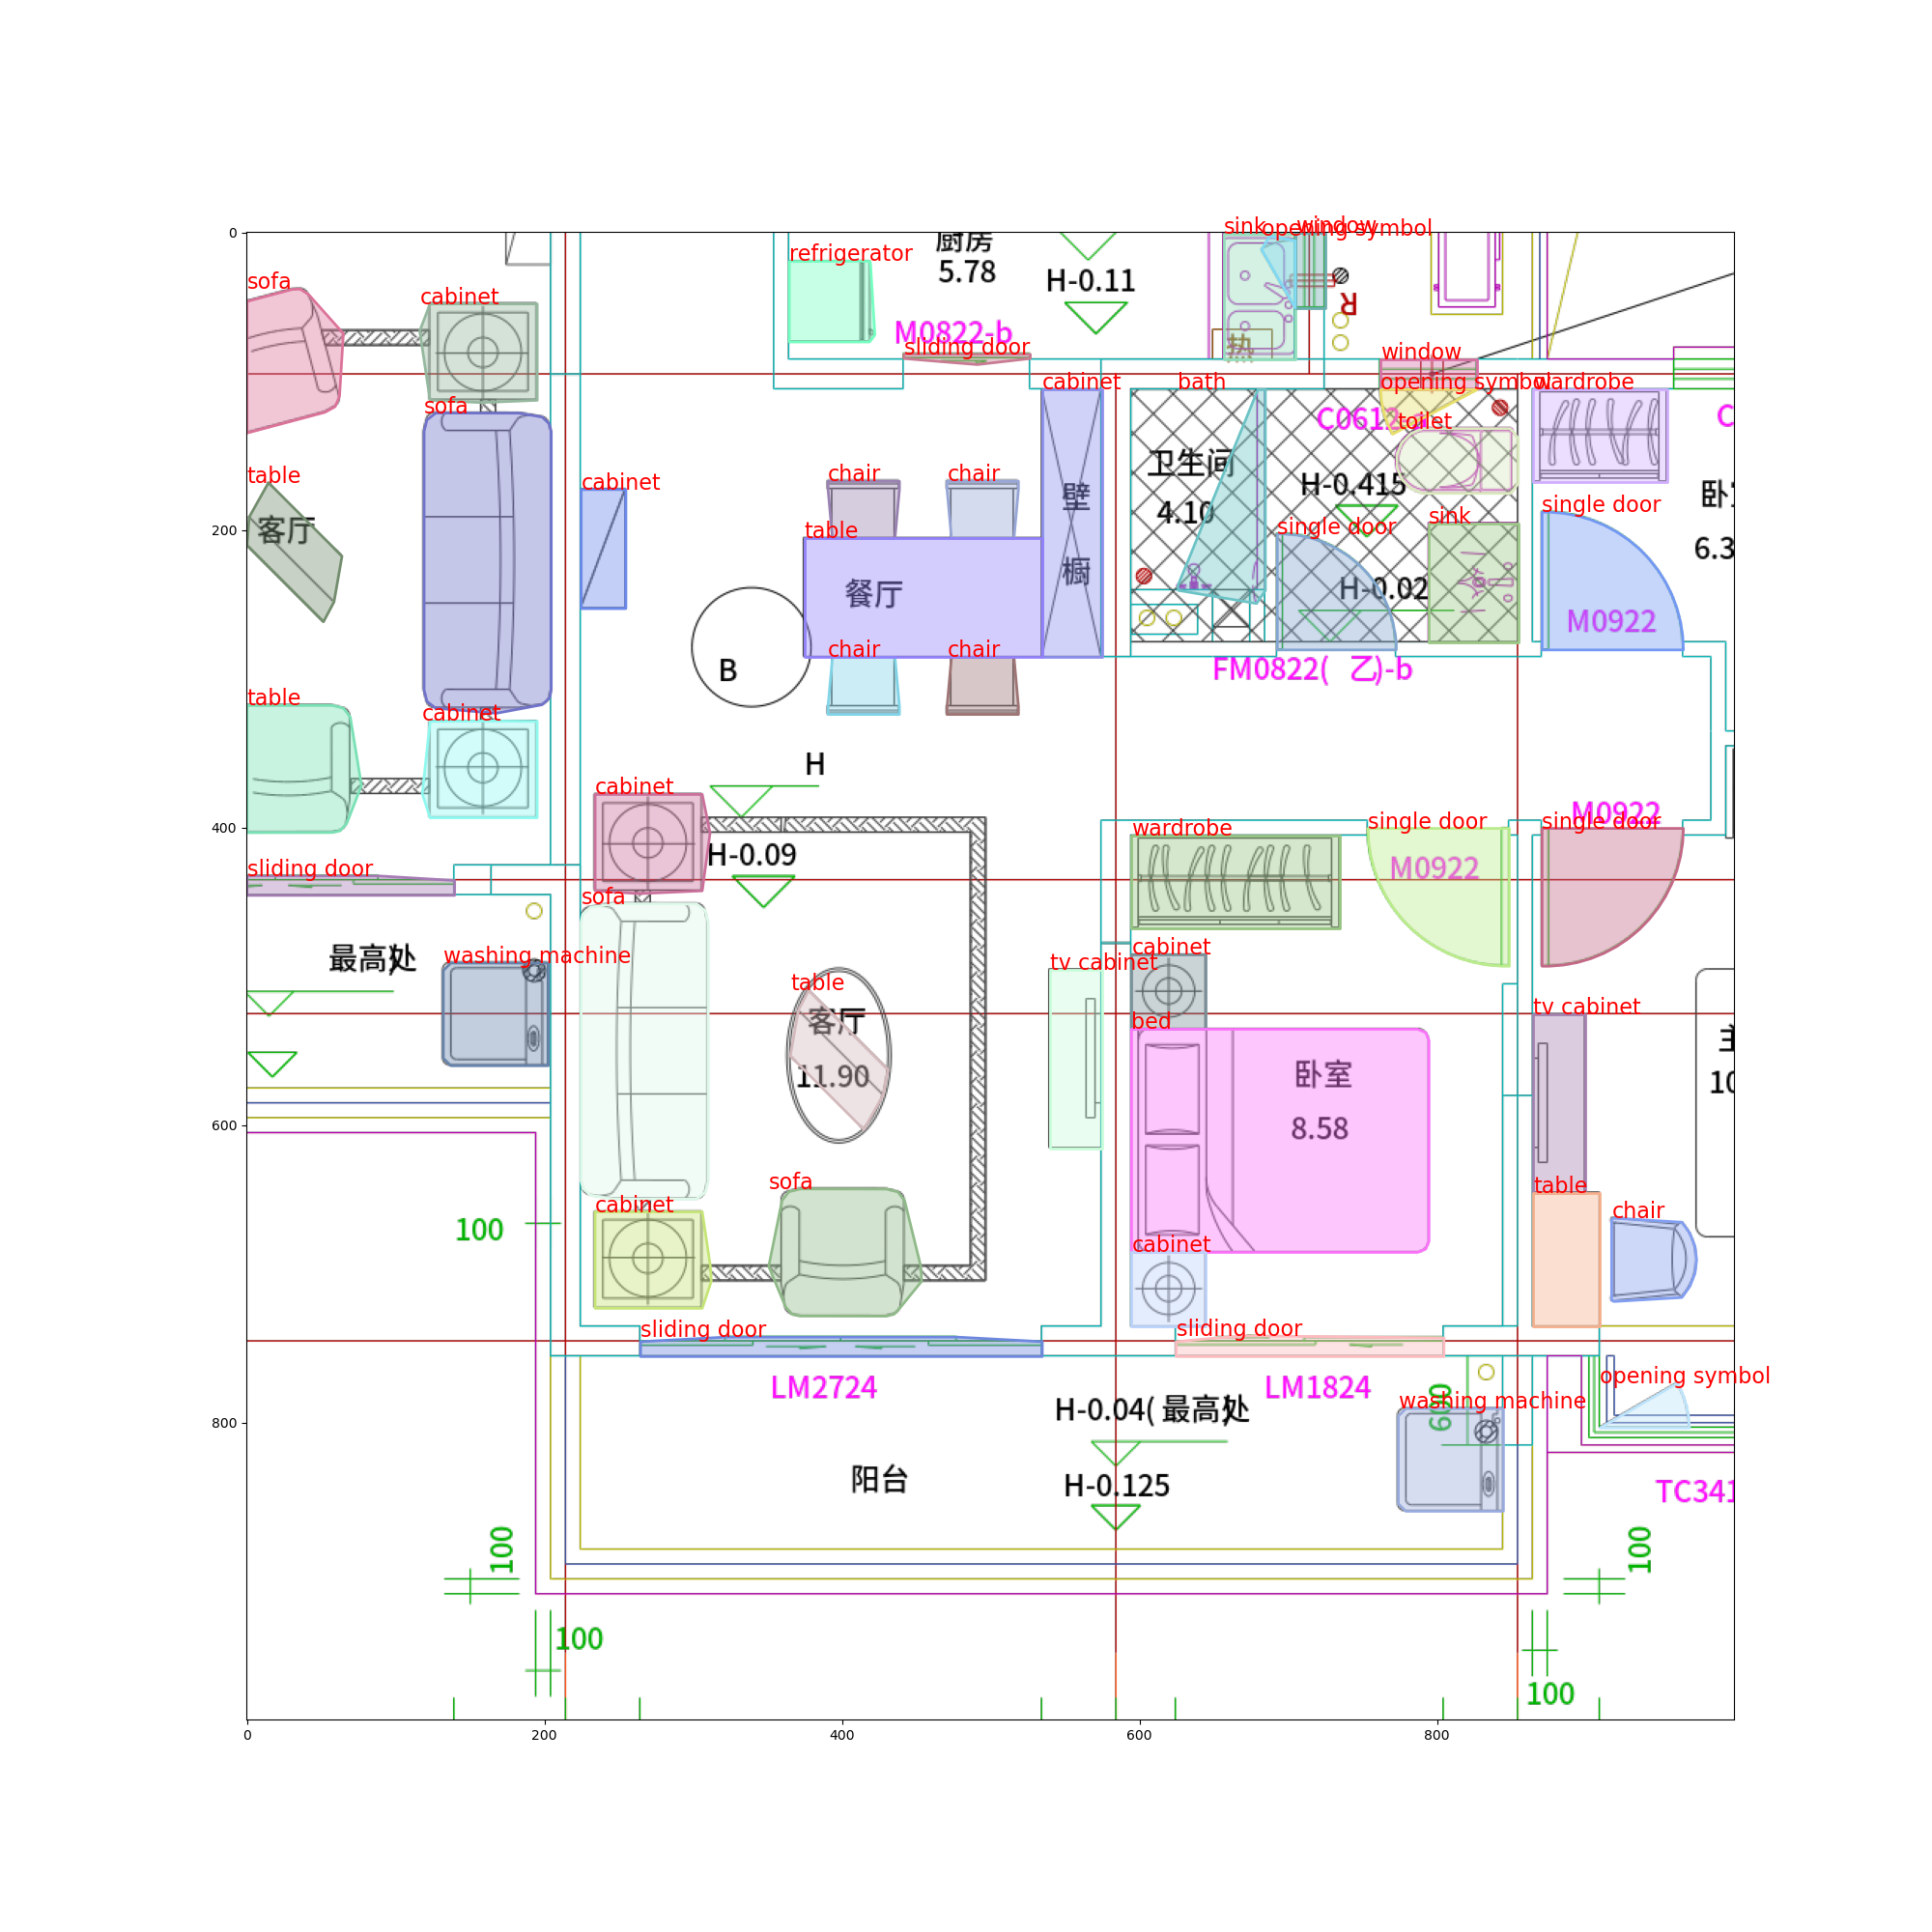 厨房
5.78
H-0.11
sink
opening symbol
window
0
refrigerator
sofa
cabinet
M0822-b
R
热
sliding door
window
cabinet
bath
opening symbol
wardrobe
sofa
C0612
toilet
C
卫生间
table
cabinet
chair
chair
H-0.415
壁
卧
4.10
single door
sink
single door
200
客厅
table
6.3
橱
餐厅
H-0.02
M0922
B
chair
chair
FM0822( 乙)-b
table
cabinet
H
cabinet
M0922
400
wardrobe
single door
single door
H-0.09
M0922
sliding door
sofa
最高处
washing machine
cabinet
tv cabinet
table
客厅
bed
tv cabinet
主
11.90
卧室
10
600
8.58
sofa
table
cabinet
chair
100
cabinet
sliding door
sliding door
LM2724
LM1824
opening symbol
washing machine
H-0.04( 最高处
600
800
阳台
H-0.125
TC341
100
100
100
100
0
200
400
600
800